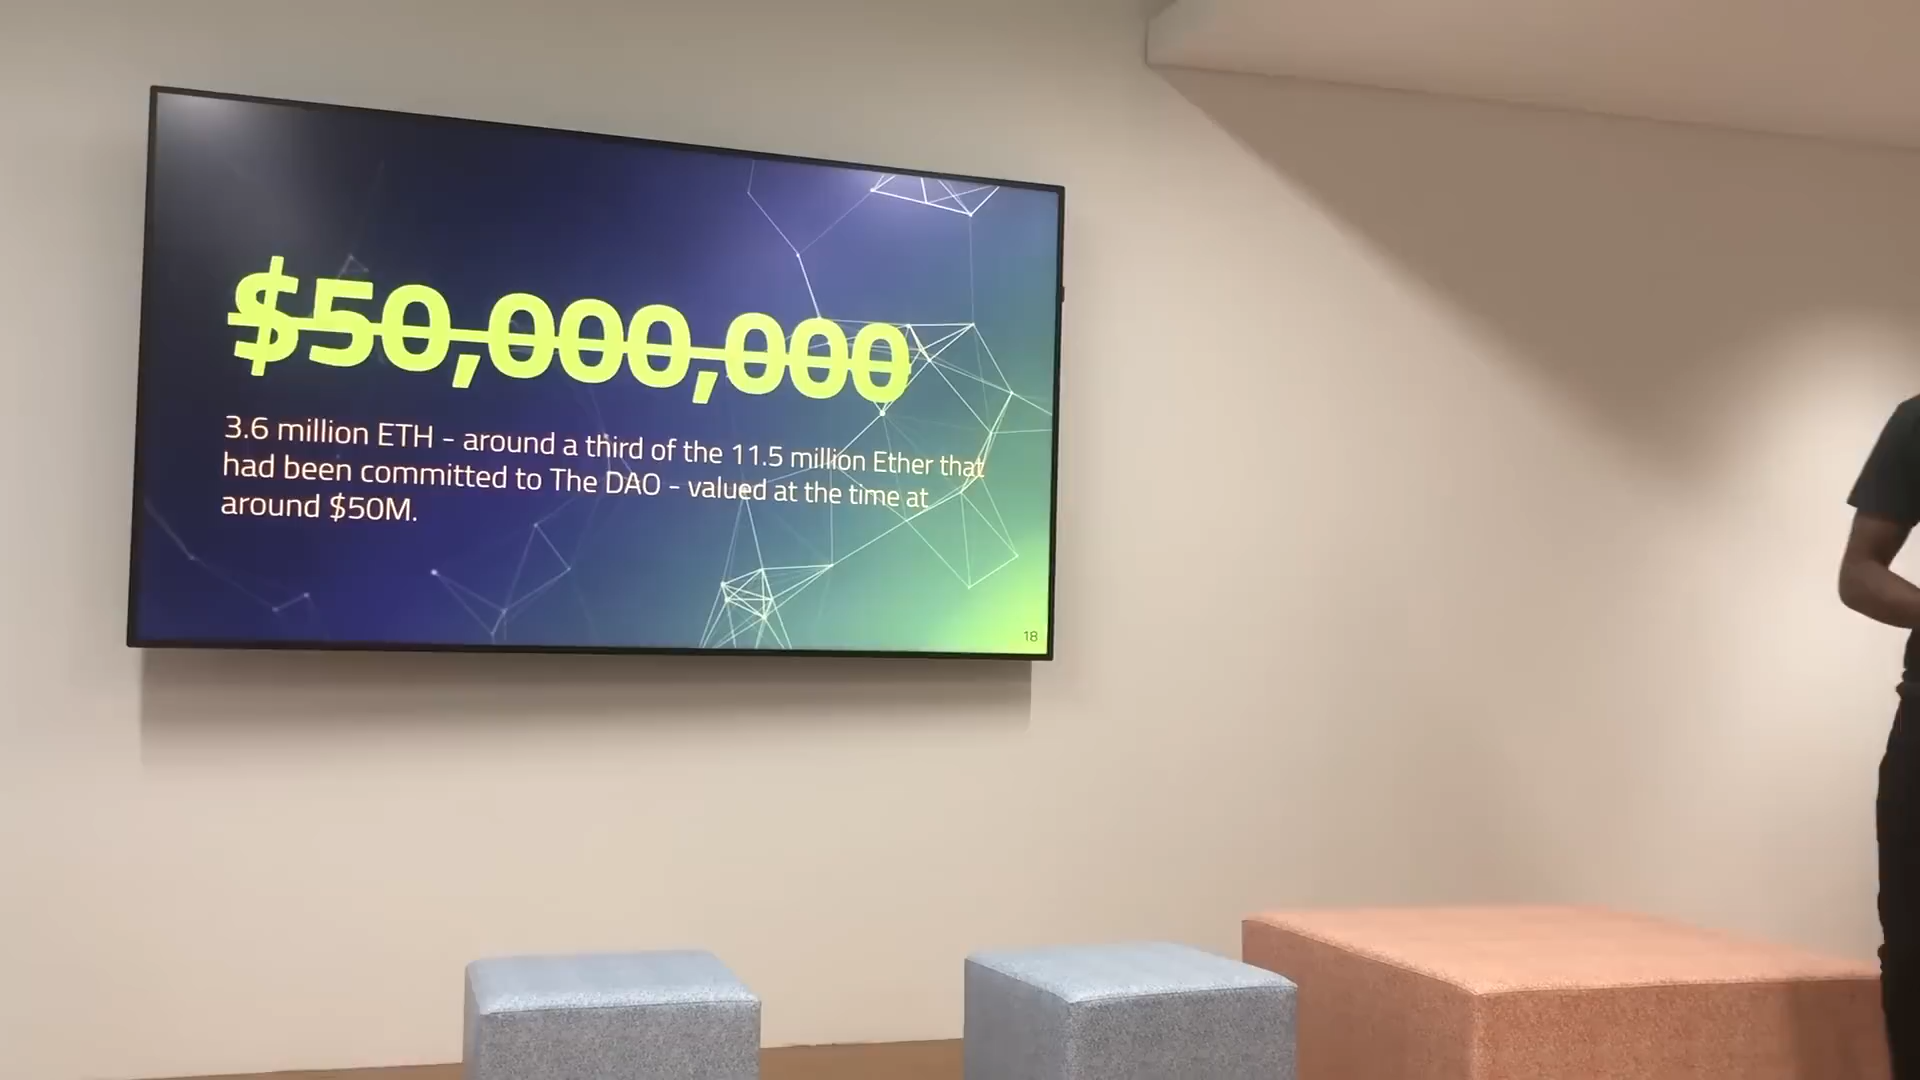 $50,000,000
3.6 million ETH - around a third of the 11.5 million Ether that
had been committed to The DAO - valued at the time at
around $50M.
18